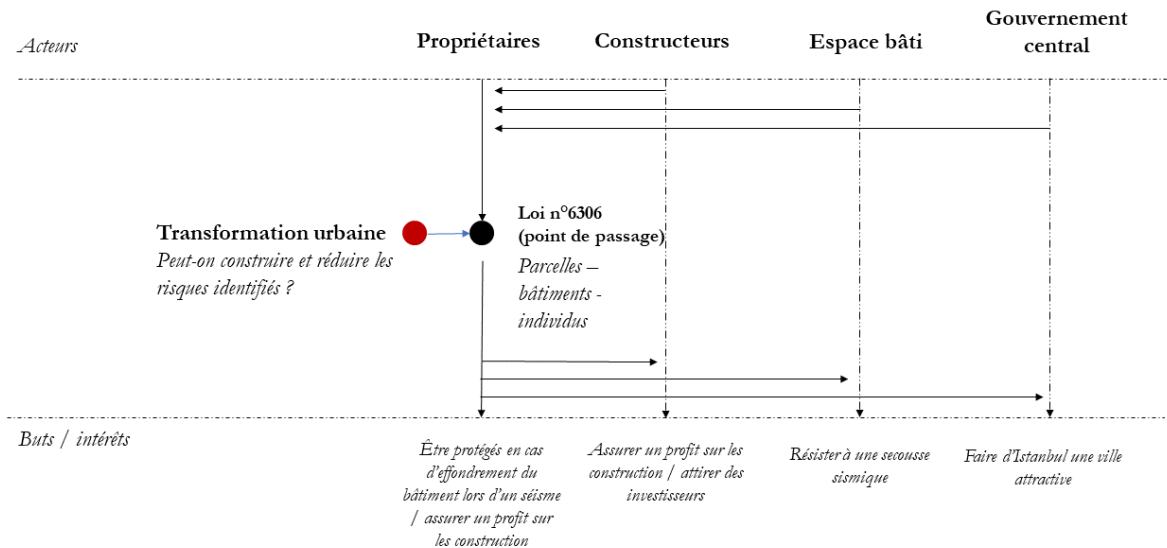 Acteurs
Propriétaires
Constructeurs
Espace bâti
Gouvernement
central
Transformation urbaine
Peut-on construire et réduire les
risques identifiés ?
Loi n°6306
(point de passage)
Parcelles –
bâtiments -
individus
Buts / intérêts
Être protégés en cas
d'effondrement du
bâtiment lors d'un séisme
/ assurer un profit sur
les construction
Assurer un profit sur les
construction / attirer des
investisseurs
Résister à une secousse
sismique
Faire d'Istanbul une ville
attractive